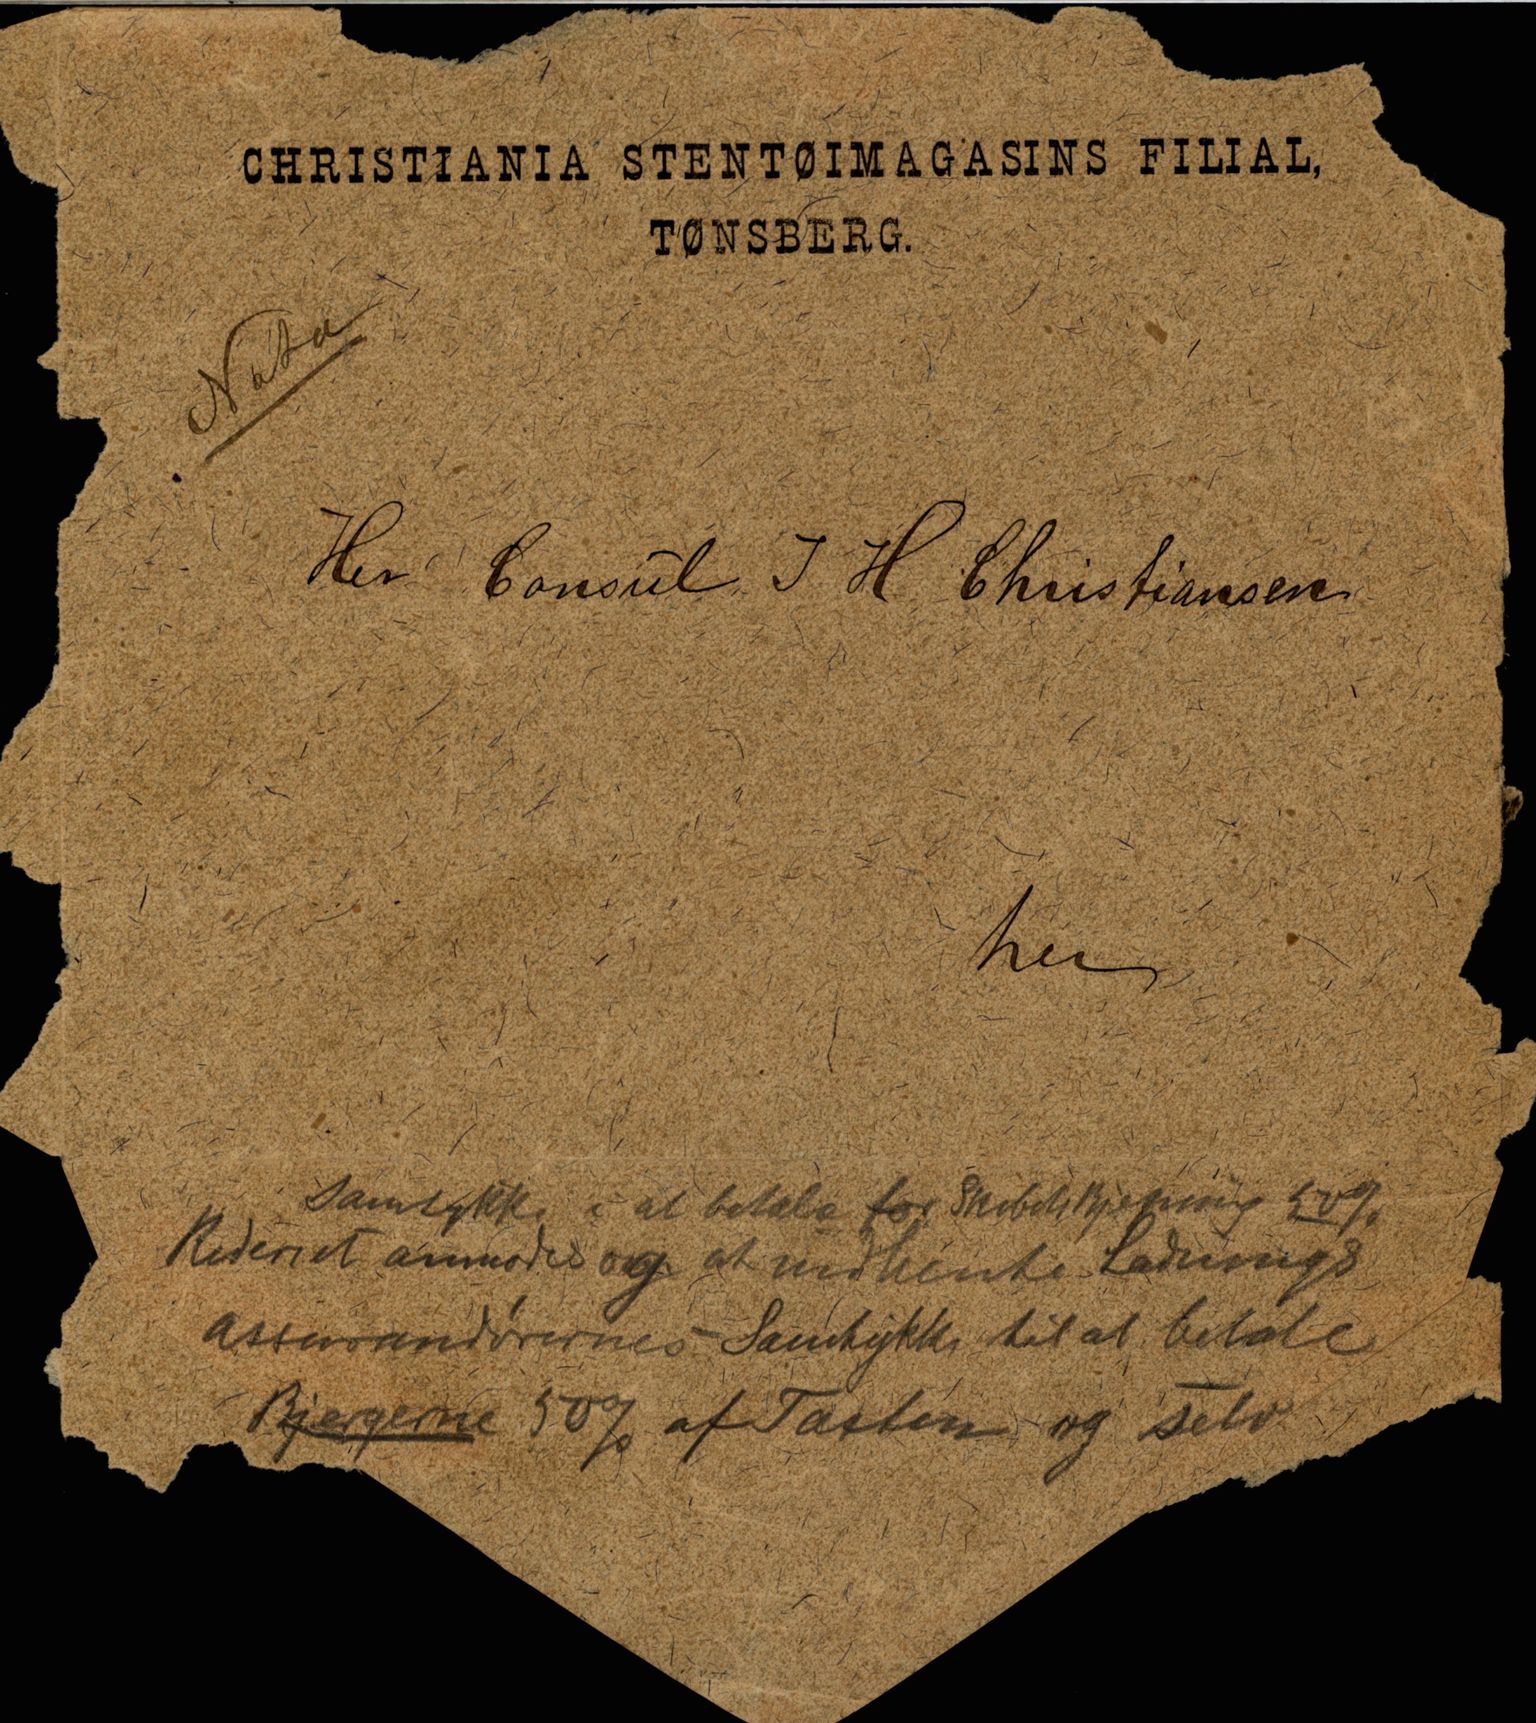 CHRISTIANIA STENTØIMAGASINS FILIAL,
TØNSBERG.
Nota
Her Consul I H Christiansen
her
Samtykke i at betale for Skibets Bjergning 50%
Rederiet anmodes og at indhente Ladnings
assurandørernes Samtykke til at betale
Bjergerne 50% af Taxten og selv